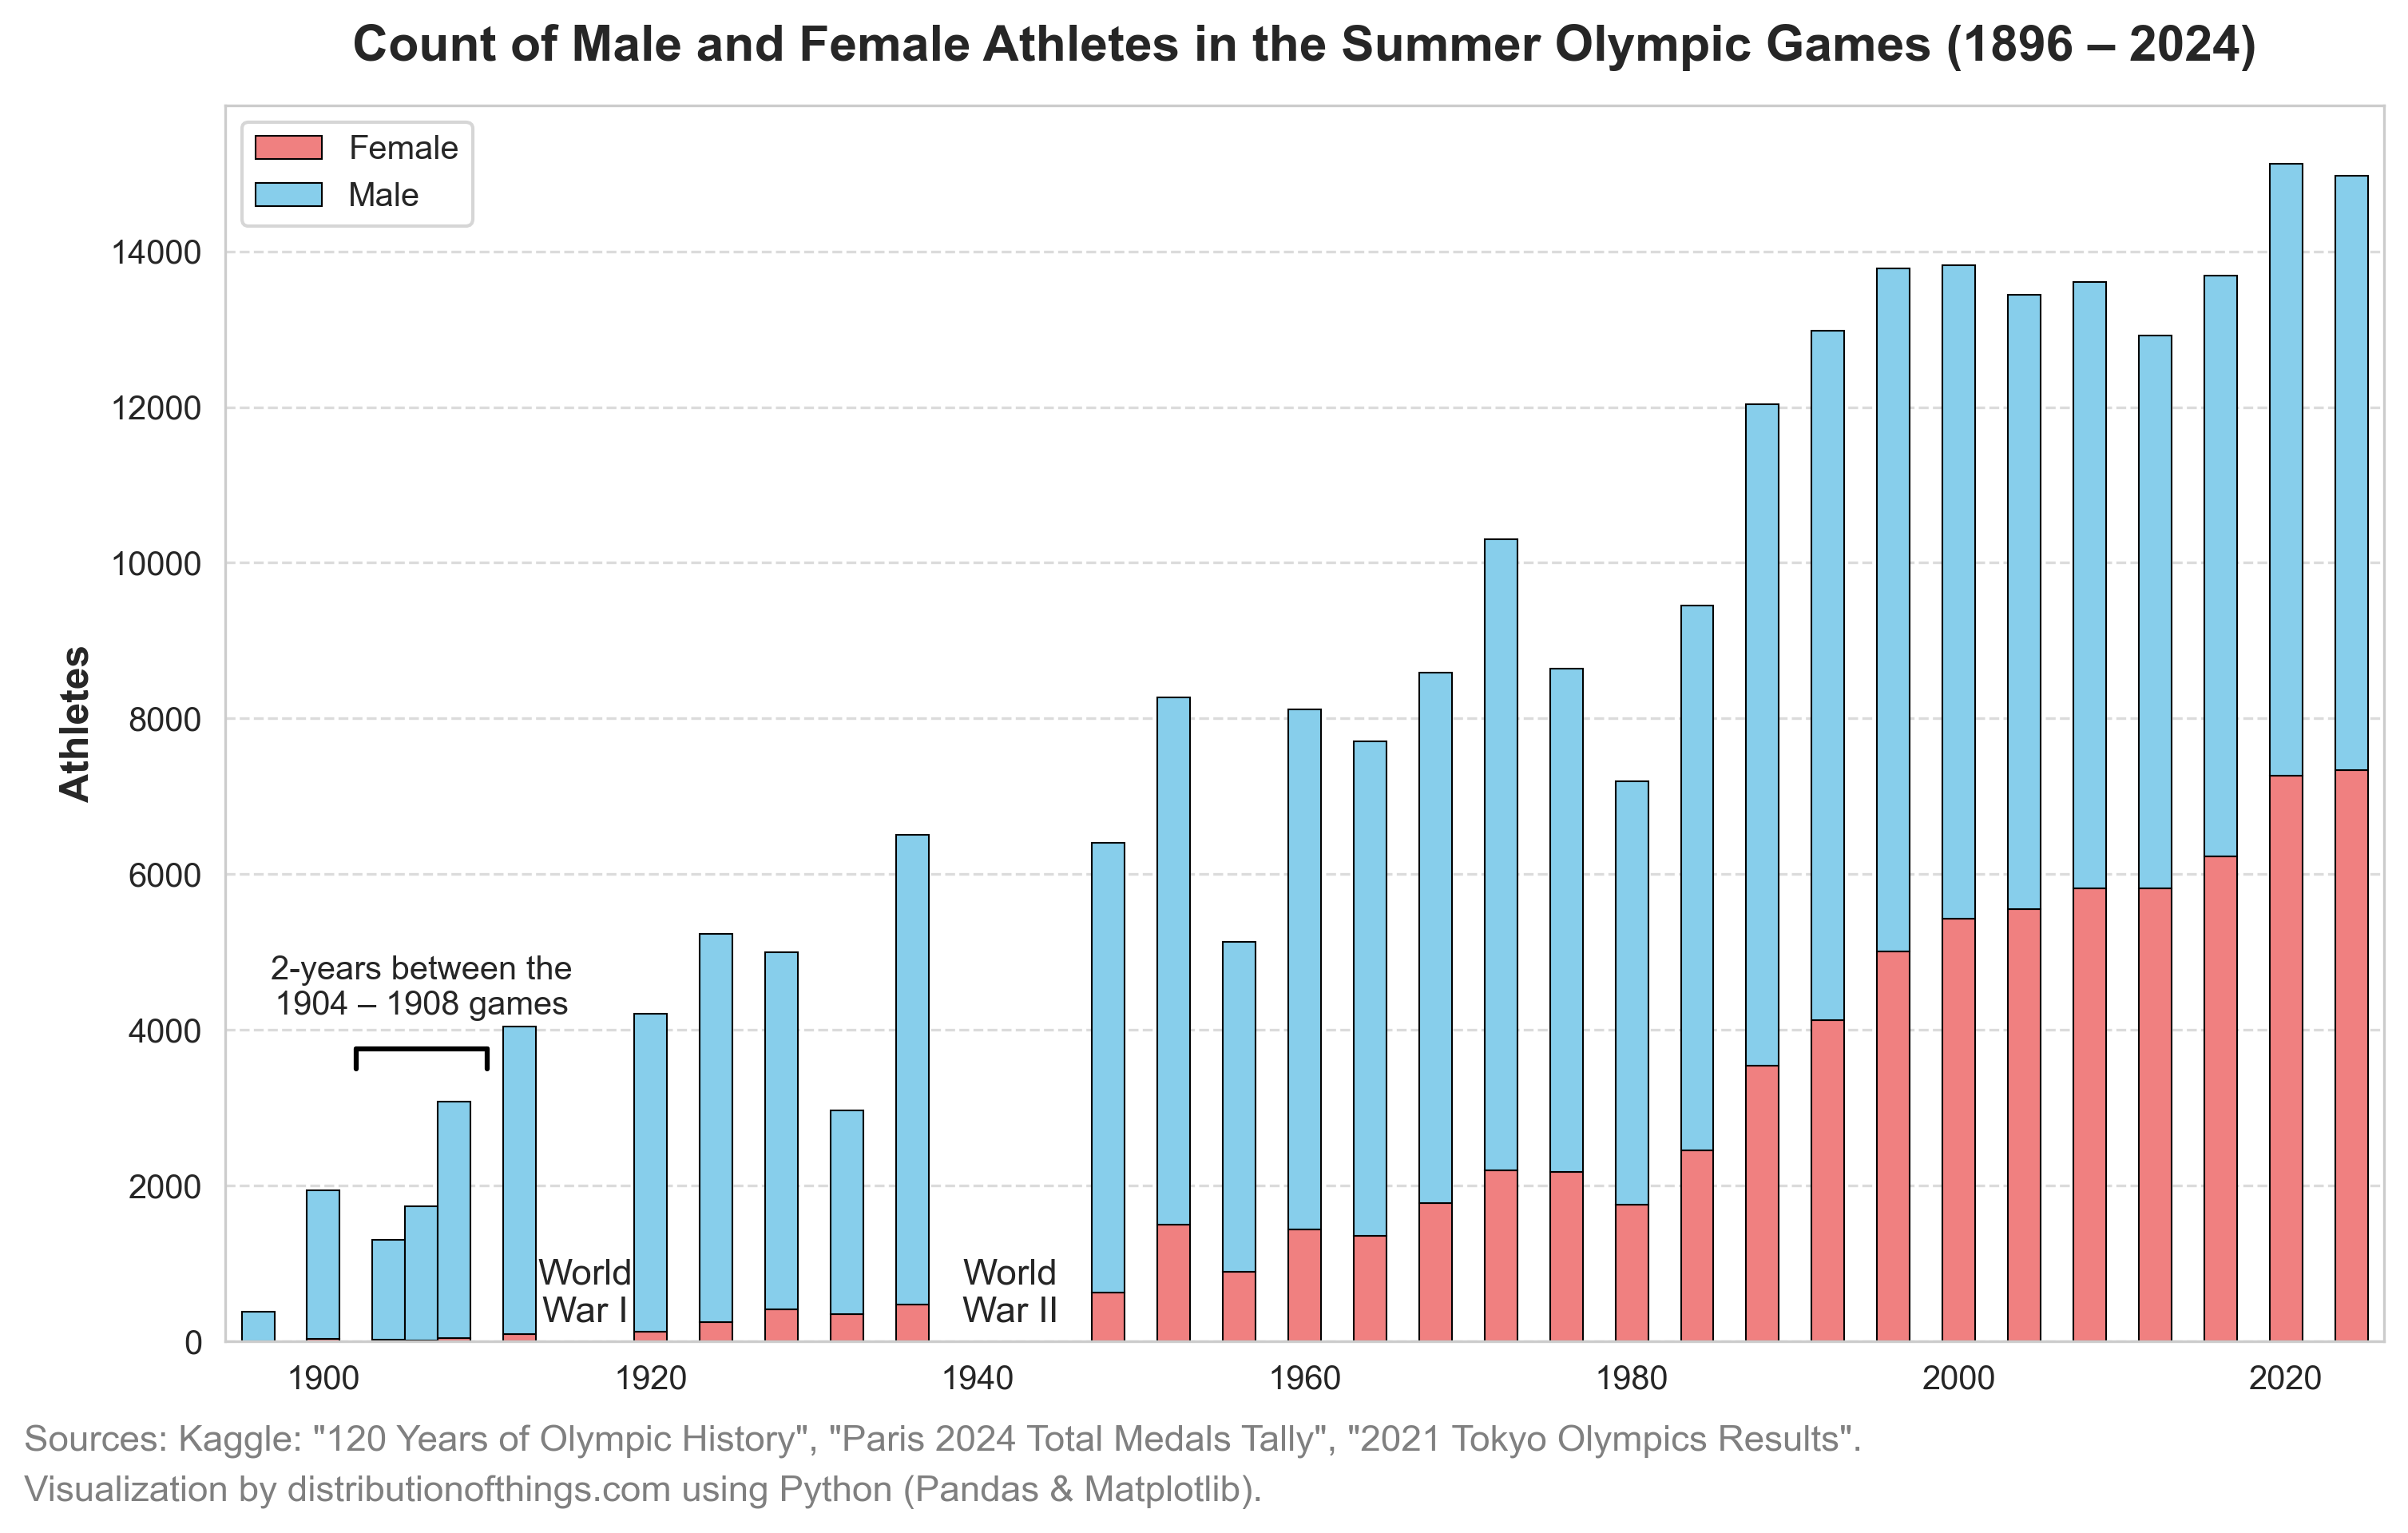 Count of Male and Female Athletes in the Summer Olympic Games (1896 – 2024)
Female
Male
14000
12000
10000
8000
6000
4000
2000
0
Athletes
2-years between the
1904 – 1908 games
World
War I
World
War II
1900
1920
1940
1960
1980
2000
2020
Sources: Kaggle: "120 Years of Olympic History", "Paris 2024 Total Medals Tally", "2021 Tokyo Olympics Results".
Visualization by distributionofthings.com using Python (Pandas & Matplotlib).